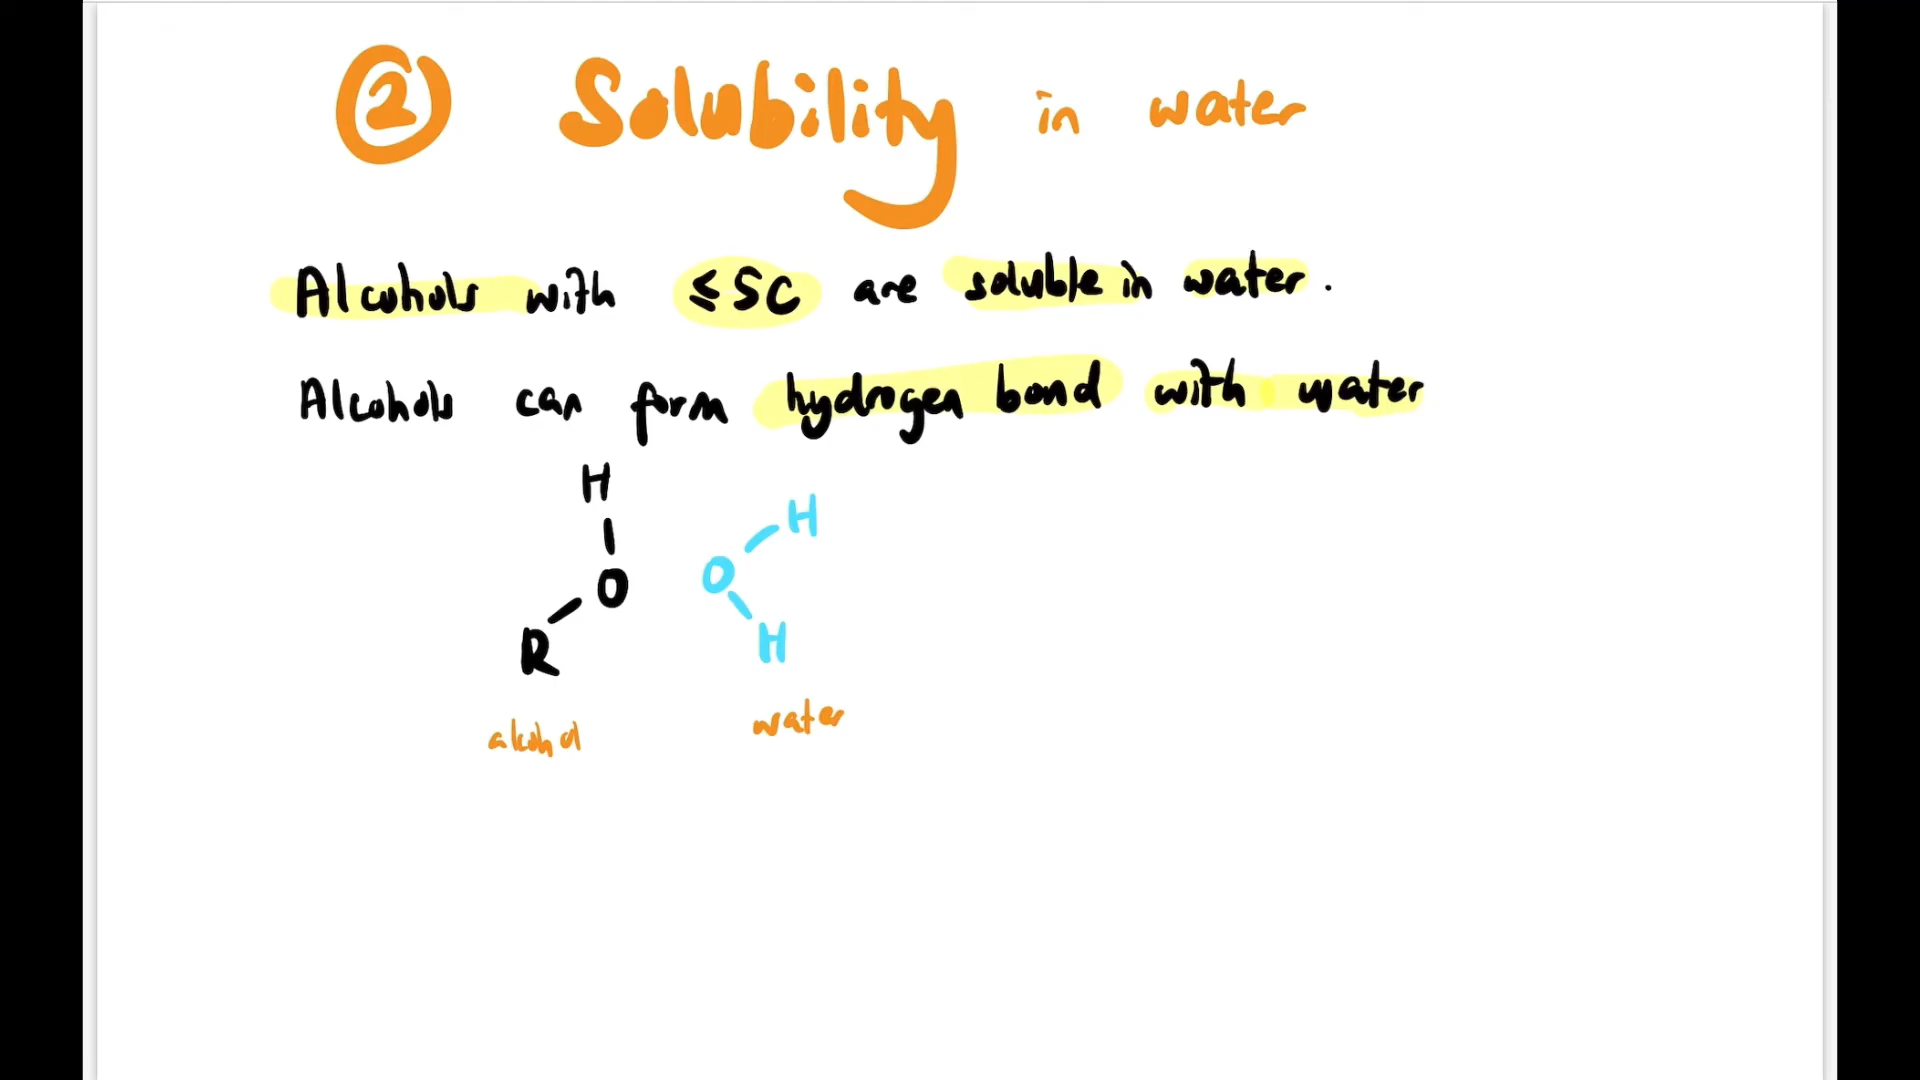 ② Solubility in water
Alcohols with ≤5C are soluble in water.
Alcohols can form hydrogen bond with water
H
H
O
O
R
H
alcohol
water